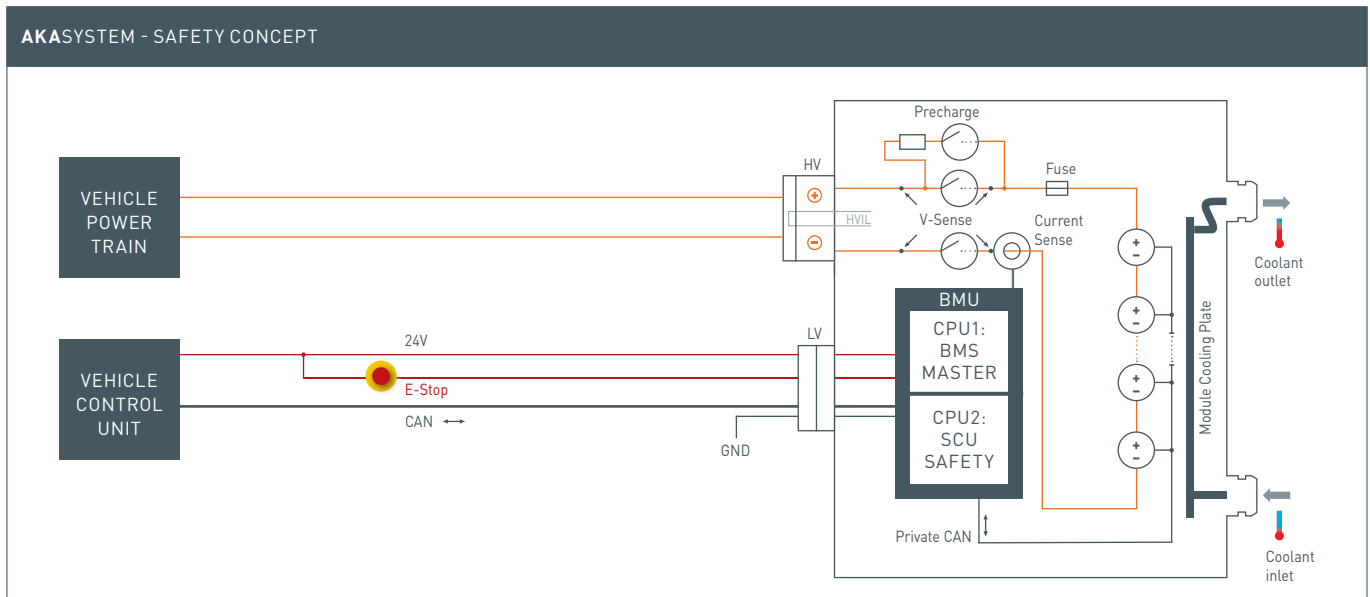 AKASYSTEM - SAFETY CONCEPT
Precharge
HV
Fuse
VEHICLE
POWER
TRAIN
+
HVIL
−
V-Sense
Current
Sense
+
-
Coolant
outlet
BMU
CPU1:
BMS
MASTER
+
-
Module Cooling Plate
LV
24V
E-Stop
VEHICLE
CONTROL
UNIT
CAN
GND
CPU2:
SCU
SAFETY
+
-
+
-
Private CAN
Coolant
inlet